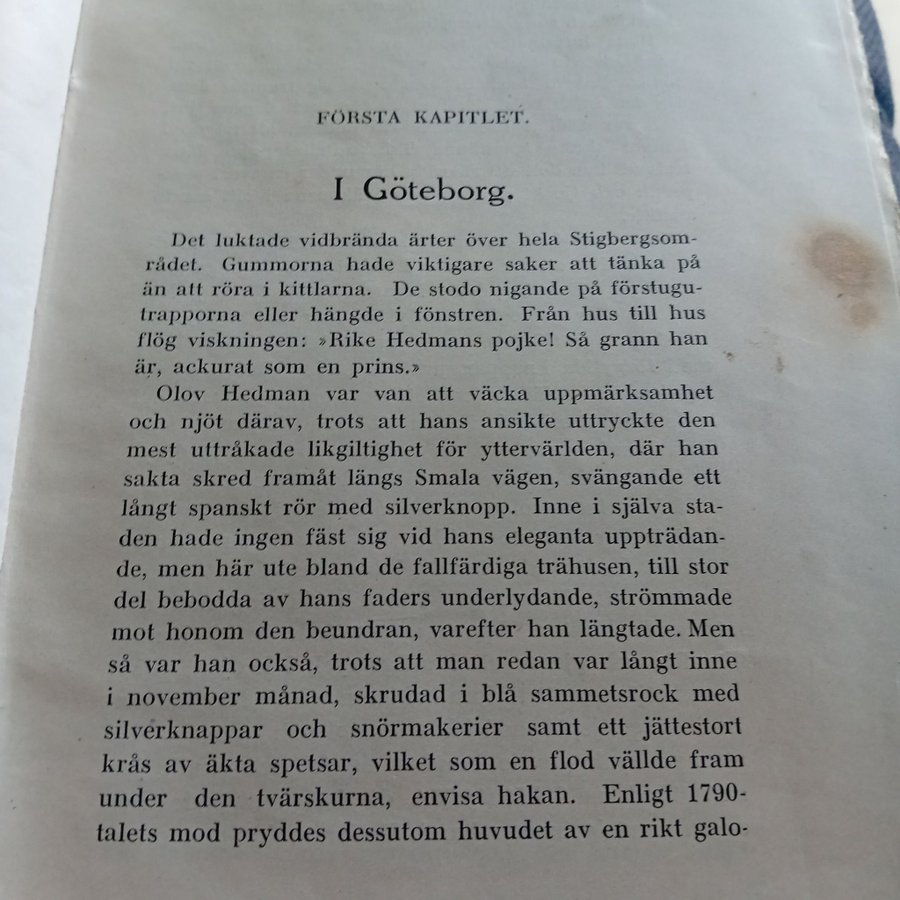 FÖRSTA KAPITLET.
I Göteborg.
Det luktade vidbrända ärter över hela Stigbergsom-
rådet. Gummorna hade viktigare saker att tänka på
än att röra i kittlarna. De stodo nigande på förstugu-
trapporna eller hängde i fönstren. Från hus till hus
flög viskningen: »Rike Hedmans pojke! Så grann han
är, ackurat som en prins.»
Olov Hedman var van att väcka uppmärksamhet
och njöt därav, trots att hans ansikte uttryckte den
mest uttråkade likgiltighet för yttervärlden, där han
sakta skred framåt längs Smala vägen, svängande ett
långt spanskt rör med silverknopp. Inne i själva sta-
den hade ingen fäst sig vid hans eleganta uppträdan-
de, men här ute bland de fallfärdiga trähusen, till stor
del bebodda av hans faders underlydande, strömmade
mot honom den beundran, varefter han längtade. Men
så var han också, trots att man redan var långt inne
i november månad, skrudad i blå sammetsrock med
silverknappar och snörmakerier samt ett jättestort
krås av äkta spetsar, vilket som en flod vällde fram
under den tvärskurna, envisa hakan. Enligt 1790-
talets mod pryddes dessutom huvudet av en rikt galo-